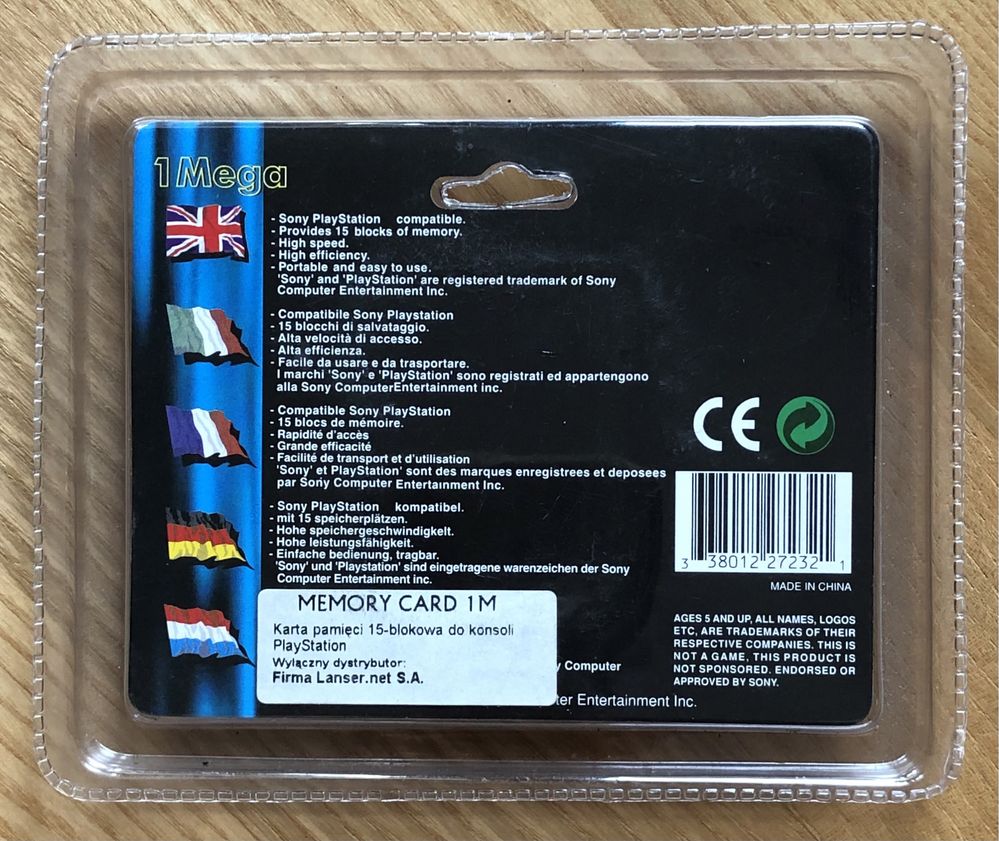 1 Mega
- Sony PlayStation compatible.
- Provides 15 blocks of memory.
- High speed.
- High efficiency.
- Portable and easy to use.
'Sony' and 'PlayStation' are registered trademark of Sony
Computer Entertainment Inc.
- Compatibile Sony Playstation
- 15 blocchi di salvataggio.
- Alta velocità di accesso.
- Alta efficienza.
- Facile da usare e da trasportare.
I marchi 'Sony' e 'PlayStation' sono registrati ed appartengono
alla Sony ComputerEntertainment inc.
- Compatible Sony PlayStation
- 15 blocs de mémoire.
- Rapidité d'accès
- Grande efficacité
- Facilité de transport et d'utilisation
'Sony' et PlayStation' sont des marques enregistrees et deposees
par Sony Computer Entertainment Inc.
- Sony PlayStation kompatibel.
- mit 15 speicherplätzen.
- Hohe speichergeschwindigkeit.
- Hohe leistungsfähigkeit.
- Einfache bedienung, tragbar.
'Sony' und 'Playstation' sind eingetragene warenzeichen der Sony
Computer Entertainment inc.
MEMORY CARD 1M
Karta pamięci 15-blokowa do konsoli
PlayStation
Wyłączny dystrybutor:
Firma Lanser.net S.A.
y Computer
ter Entertainment Inc.
CE
3 38012 27232 1
MADE IN CHINA
AGES 5 AND UP, ALL NAMES, LOGOS
ETC, ARE TRADEMARKS OF THEIR
RESPECTIVE COMPANIES. THIS IS
NOT A GAME, THIS PRODUCT IS
NOT SPONSORED. ENDORSED OR
APPROVED BY SONY.